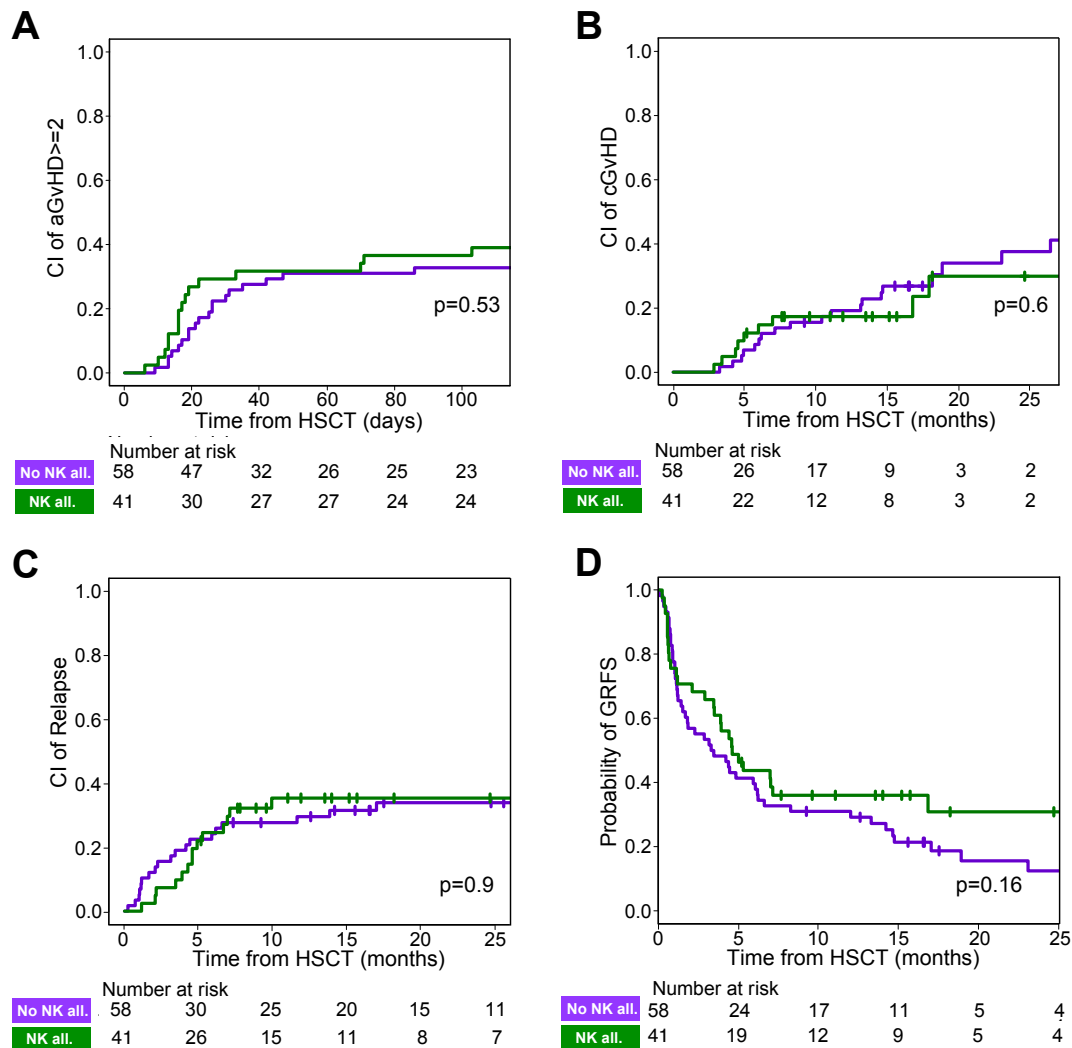 A
1.0
0.8
0.6
0.4
0.2
0.0
CI of aGvHD>=2
p=0.53
0 20 40 60 80 100
Time from HSCT (days)
Number at risk
No NK all. 58 47 32 26 25 23
NK all. 41 30 27 27 24 24
B
1.0
0.8
0.6
0.4
0.2
0.0
CI of cGvHD
p=0.6
0 5 10 15 20 25
Time from HSCT (months)
Number at risk
No NK all. 58 26 17 9 3 2
NK all. 41 22 12 8 3 2
C
1.0
0.8
0.6
0.4
0.2
0.0
CI of Relapse
p=0.9
0 5 10 15 20 25
Time from HSCT (months)
Number at risk
No NK all. 58 30 25 20 15 11
NK all. 41 26 15 11 8 7
D
1.0
0.8
0.6
0.4
0.2
0.0
Probability of GRFS
p=0.16
0 5 10 15 20 25
Time from HSCT (months)
Number at risk
No NK all. 58 24 17 11 5 4
NK all. 41 19 12 9 5 4